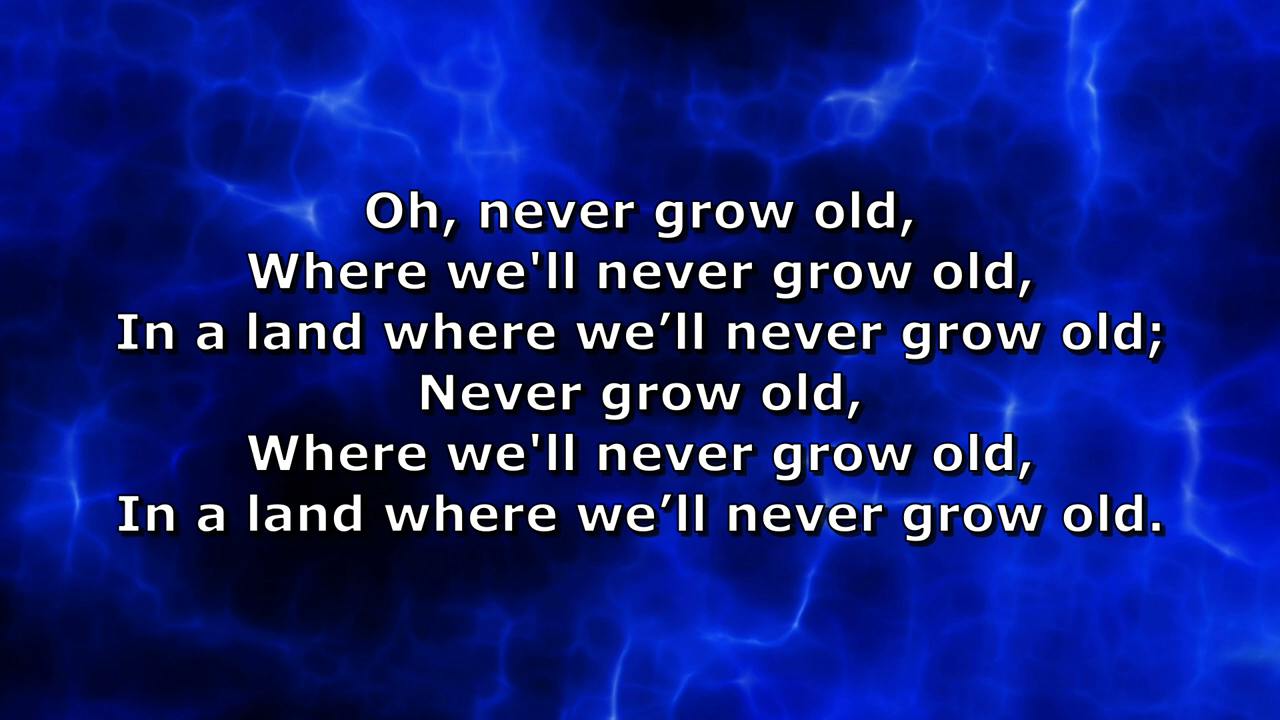 Oh, never grow old,
Where we'll never grow old,
In a land where we’ll never grow old;
Never grow old,
Where we'll never grow old,
In a land where we’ll never grow old.